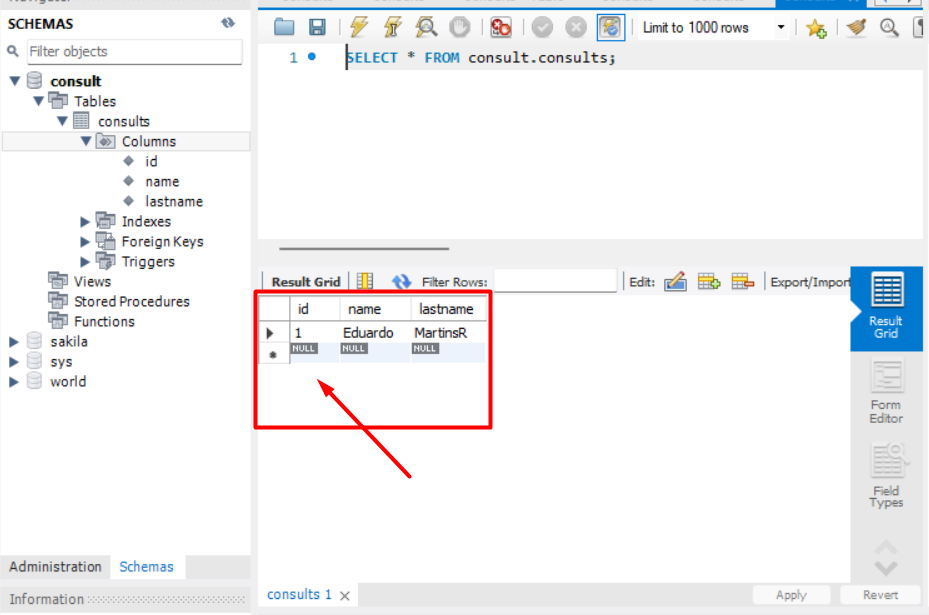 SCHEMAS
Filter objects
consult
Tables
consults
Columns
id
name
lastname
Indexes
Foreign Keys
Triggers
Views
Stored Procedures
Functions
sakila
sys
world
Administration Schemas
Information
Limit to 1000 rows
1 SELECT * FROM consult.consults;
Result Grid Filter Rows: Edit: Export/Import
id name lastname
1 Eduardo MartinsR
NULL NULL NULL
Result
Grid
Form
Editor
Field
Types
consults 1
Apply Revert